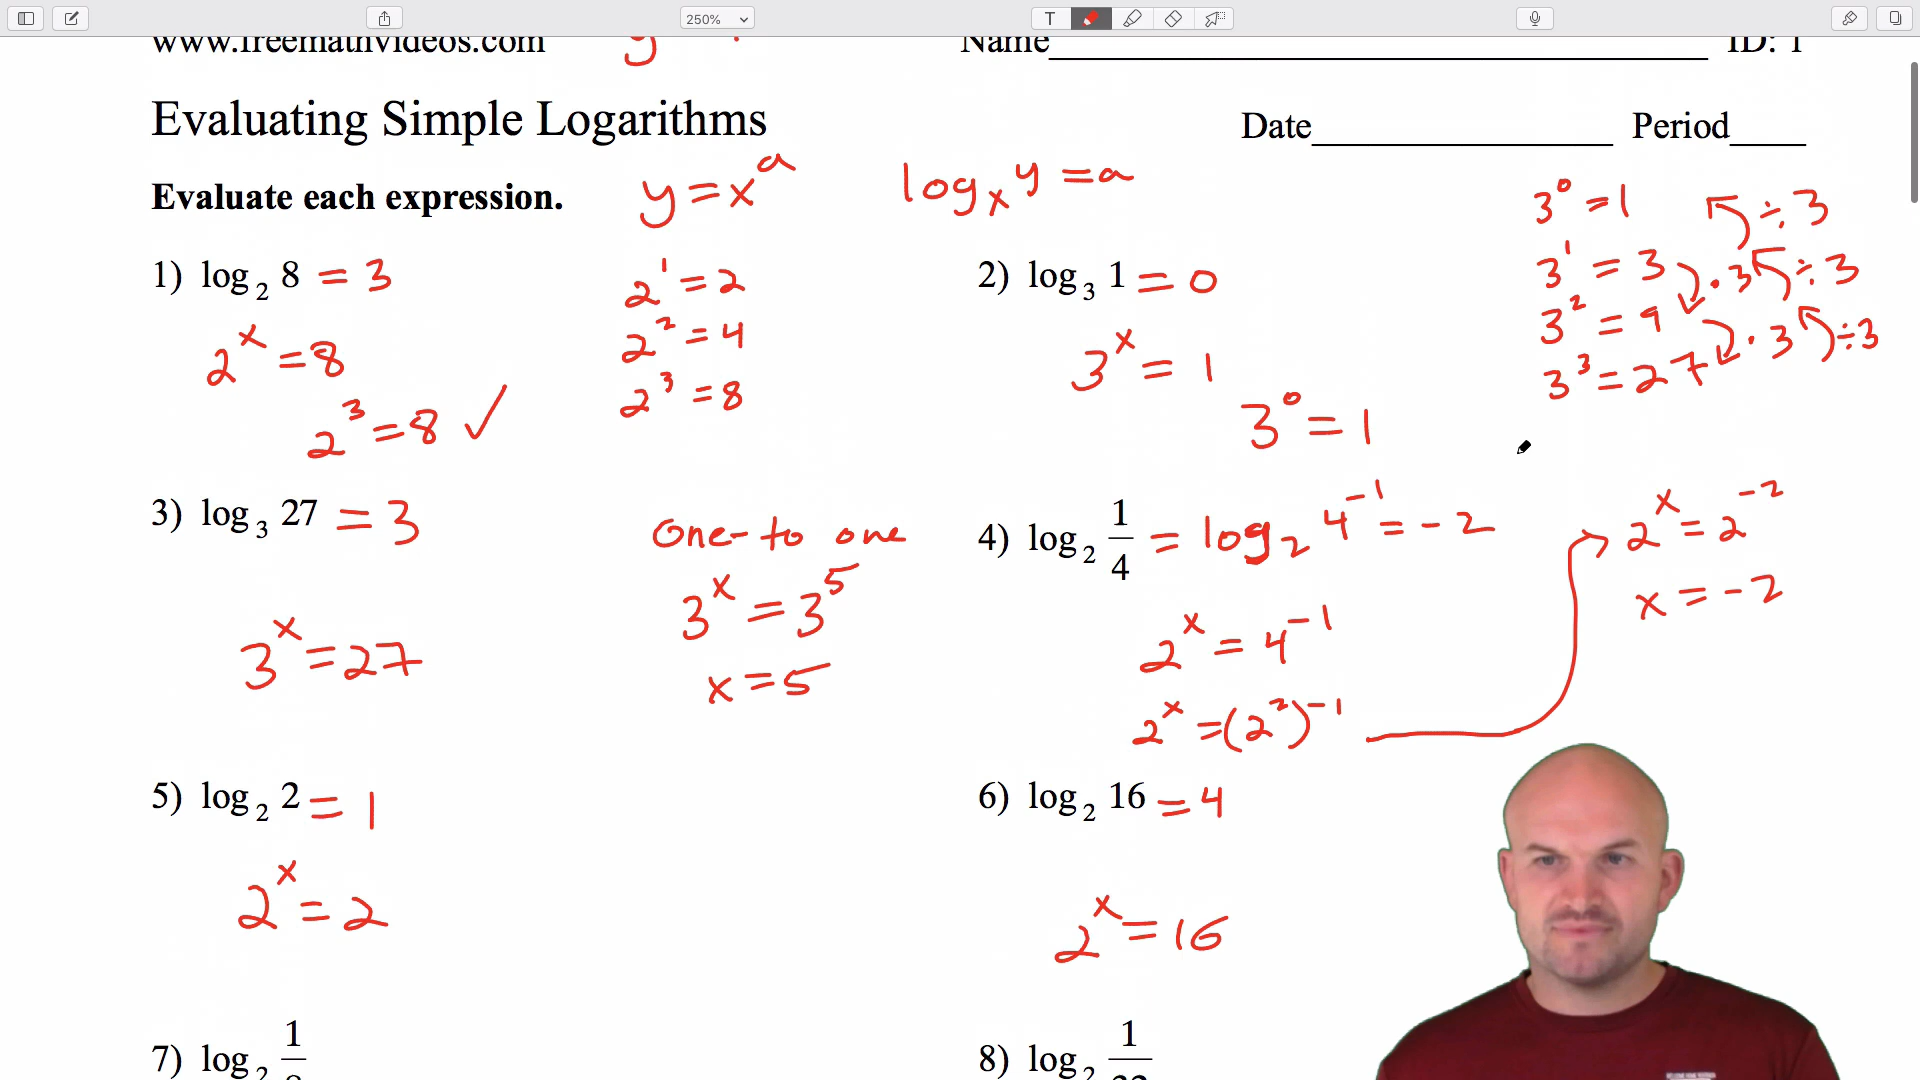 250%
T
www.freemathvideos.com
Name
ID: 1
Evaluating Simple Logarithms
Date Period
Evaluate each expression.
y = x^a
log_x y = a
1) log_2 8 = 3
2^x = 8
2^3 = 8 ✓
2^1 = 2
2^2 = 4
2^3 = 8
2) log_3 1 = 0
3^x = 1
3^0 = 1
3^0 = 1 ÷ 3
3^1 = 3 · 3 ÷ 3
3^2 = 9 · 3 ÷ 3
3^3 = 27
3) log_3 27 = 3
3^x = 27
One-to one
3^x = 3^5
x = 5
4) log_2 1/4 = log_2 4^-1 = -2
2^x = 4^-1
2^x = (2^2)^-1
2^x = 2^-2
x = -2
5) log_2 2 = 1
2^x = 2
6) log_2 16 = 4
2^x = 16
7) log_2 1
8) log_2 1